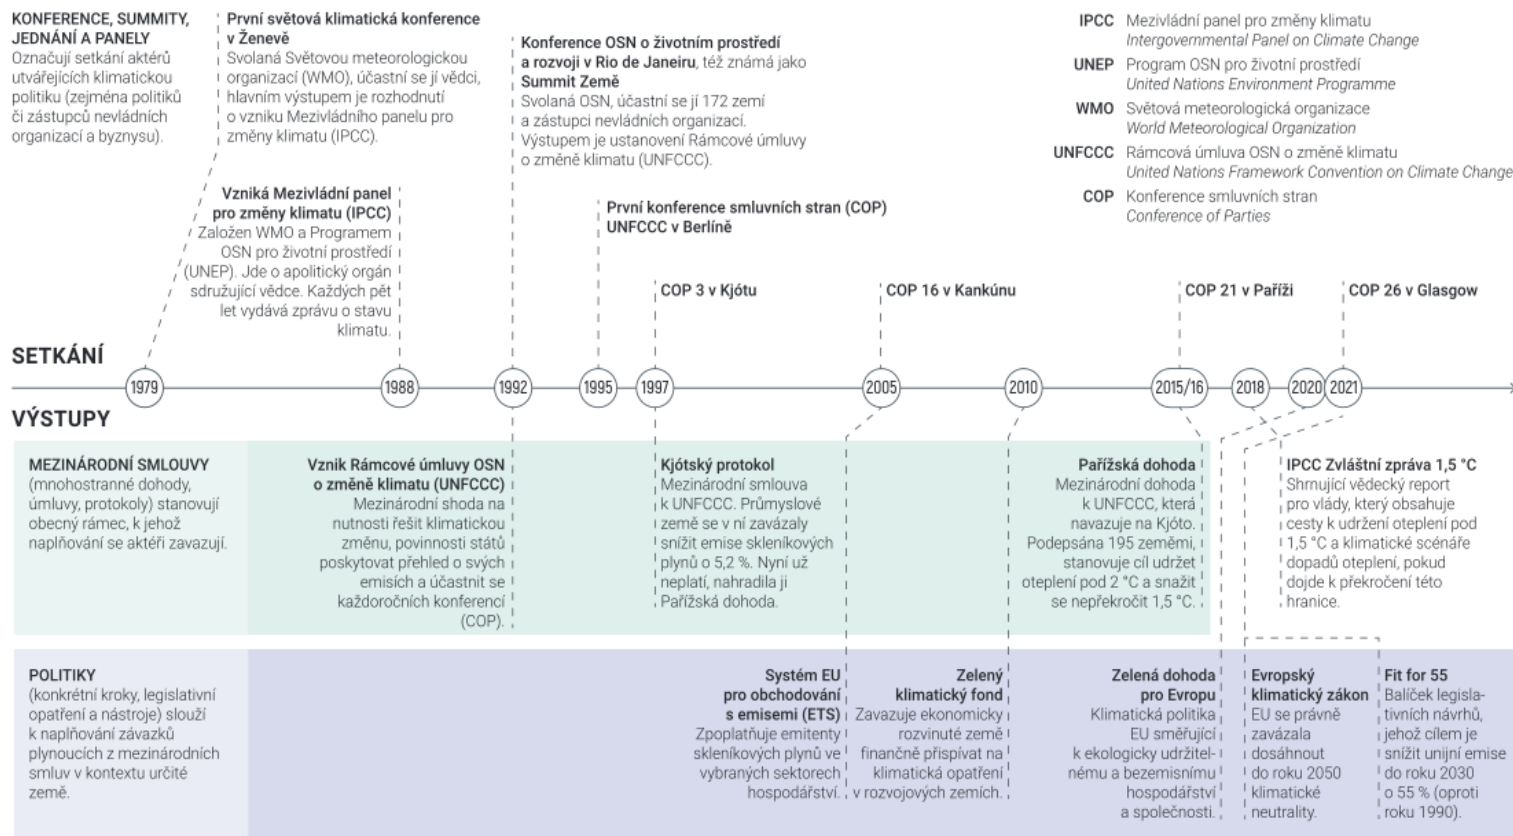 KONFERENCE, SUMMITY,
JEDNÁNÍ A PANELY
Označují setkání aktérů
utvářejících klimatickou
politiku (zejména politiků
či zástupců nevládních
organizací a byznysu).
První světová klimatická konference
v Ženevě
Svolaná Světovou meteorologickou
organizací (WMO), účastní se jí vědci,
hlavním výstupem je rozhodnutí
o vzniku Mezivládního panelu pro
změny klimatu (IPCC).
Vzniká Mezivládní panel
pro změny klimatu (IPCC)
Založen WMO a Programem
OSN pro životní prostředí
(UNEP). Jde o apolitický orgán
sdružující vědce. Každých pět
let vydává zprávu o stavu
klimatu.
Konference OSN o životním prostředí
a rozvoji v Rio de Janeiru, též známá jako
Summit Země
Svolaná OSN, účastní se jí 172 zemí
a zástupci nevládních organizací.
Výstupem je ustanovení Rámcové úmluvy
o změně klimatu (UNFCCC).
První konference smluvních stran (COP)
UNFCCC v Berlíně
COP 3 v Kjótu
COP 16 v Kankúnu
COP 21 v Paříži
COP 26 v Glasgow
IPCC Mezivládní panel pro změny klimatu
Intergovernmental Panel on Climate Change
UNEP Program OSN pro životní prostředí
United Nations Environment Programme
WMO Světová meteorologická organizace
World Meteorological Organization
UNFCCC Rámcová úmluva OSN o změně klimatu
United Nations Framework Convention on Climate Change
COP Konference smluvních stran
Conference of Parties
SETKÁNÍ
1979 1988 1992 1995 1997 2005 2010 2015/16 2018 2020 2021
VÝSTUPY
MEZINÁRODNÍ SMLOUVY
(mnohostranné dohody,
úmluvy, protokoly) stanovují
obecný rámec, k jehož
naplňování se aktéři zavazují.
Vznik Rámcové úmluvy OSN
o změně klimatu (UNFCCC)
Mezinárodní shoda na
nutnosti řešit klimatickou
změnu, povinnosti států
poskytovat přehled o svých
emisích a účastnit se
každoročních konferencí
(COP).
Kjótský protokol
Mezinárodní smlouva
k UNFCCC. Průmyslové
země se v ní zavázaly
snížit emise skleníkových
plynů o 5,2 %. Nyní už
neplatí, nahradila ji
Pařížská dohoda.
Pařížská dohoda
Mezinárodní dohoda
k UNFCCC, která
navazuje na Kjóto.
Podepsána 195 zeměmi,
stanovuje cíl udržet
oteplení pod 2 °C a snažit
se nepřekročit 1,5 °C.
IPCC Zvláštní zpráva 1,5 °C
Shrnující vědecký report
pro vlády, který obsahuje
cesty k udržení oteplení pod
1,5 °C a klimatické scénáře
dopadů oteplení, pokud
dojde k překročení této
hranice.
POLITIKY
(konkrétní kroky, legislativní
opatření a nástroje) slouží
k naplňování závazků
plynoucích z mezinárodních
smluv v kontextu určité
země.
Systém EU
pro obchodování
s emisemi (ETS)
Zpoplatňuje emitenty
skleníkových plynů ve
vybraných sektorech
hospodářství.
Zelený
klimatický fond
Zavazuje ekonomicky
rozvinuté země
finančně přispívat na
klimatická opatření
v rozvojových zemích.
Zelená dohoda
pro Evropu
Klimatická politika
EU směřující
k ekologicky udržitel-
nému a bezemisnímu
hospodářství
a společnosti.
Evropský
klimatický zákon
EU se právně
zavázala
dosáhnout
do roku 2050
klimatické
neutrality.
Fit for 55
Balíček legisla-
tivních návrhů,
jehož cílem je
snížit unijní emise
do roku 2030
o 55 % (oproti
roku 1990).